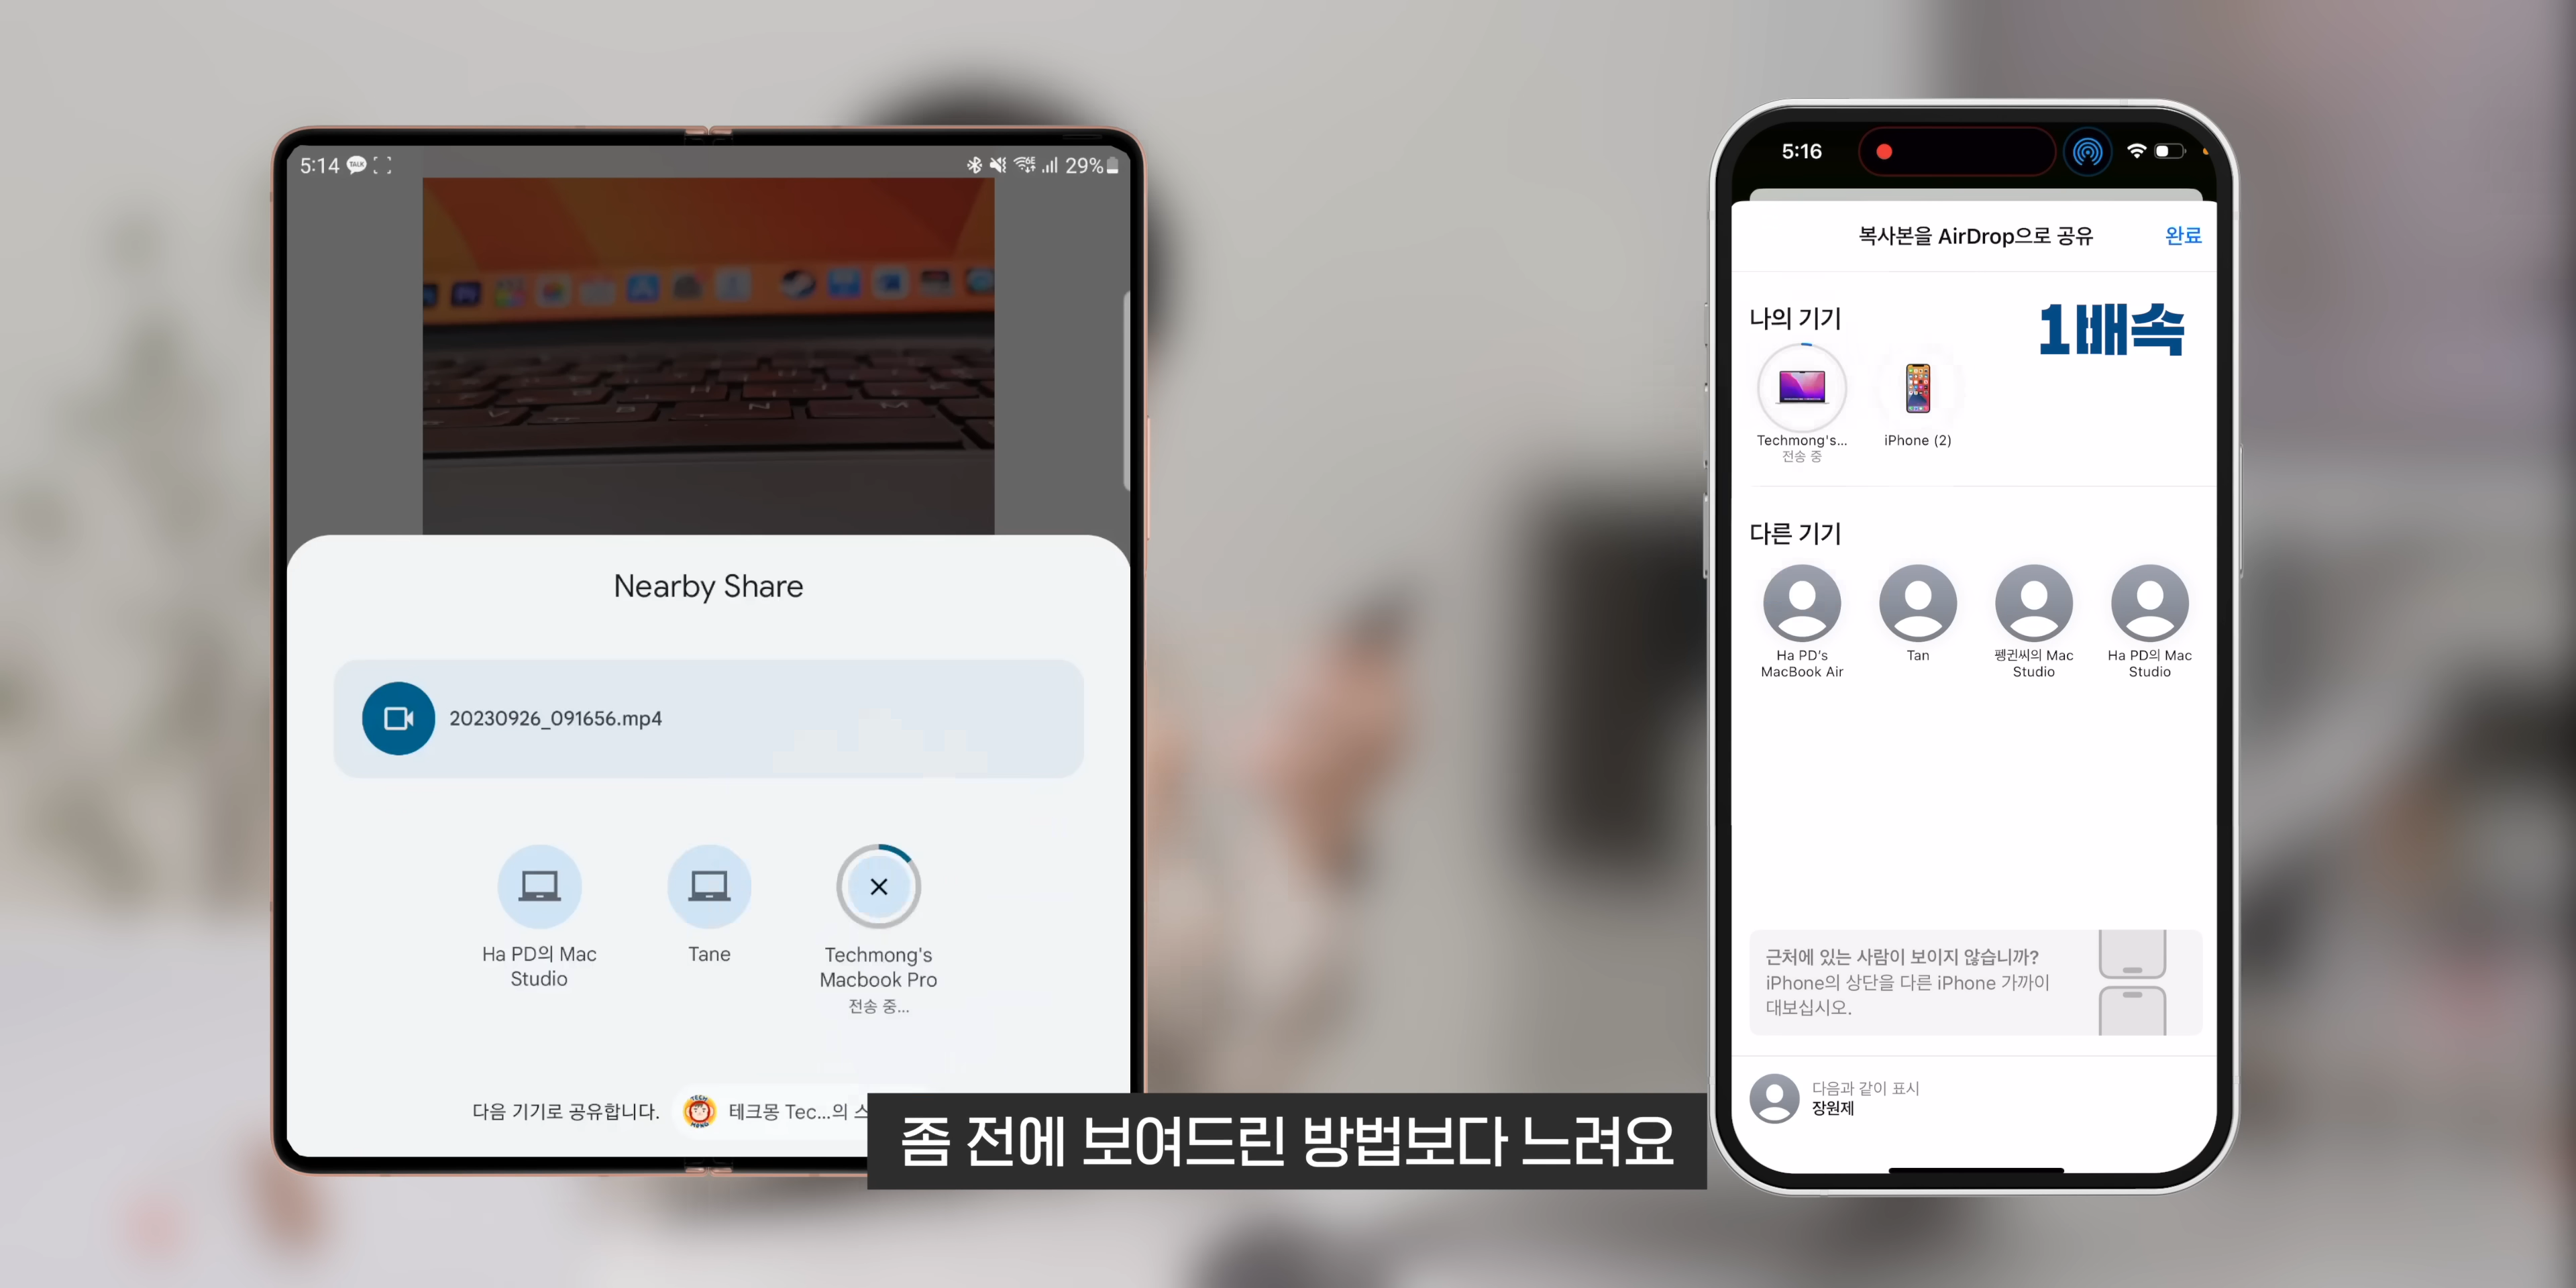 5:14
TALK
6E
29%
Nearby Share
20230926_091656.mp4
Ha PD의 Mac
Studio
Tane
Techmong's
Macbook Pro
전송 중...
다음 기기로 공유합니다.
테크몽 Tec...의 스
5:16
복사본을 AirDrop으로 공유
완료
나의 기기
1배속
Techmong's...
전송 중
iPhone (2)
다른 기기
Ha PD's
MacBook Air
Tan
펭귄씨의 Mac
Studio
Ha PD의 Mac
Studio
근처에 있는 사람이 보이지 않습니까?
iPhone의 상단을 다른 iPhone 가까이
대보십시오.
다음과 같이 표시
장원제
좀 전에 보여드린 방법보다 느려요